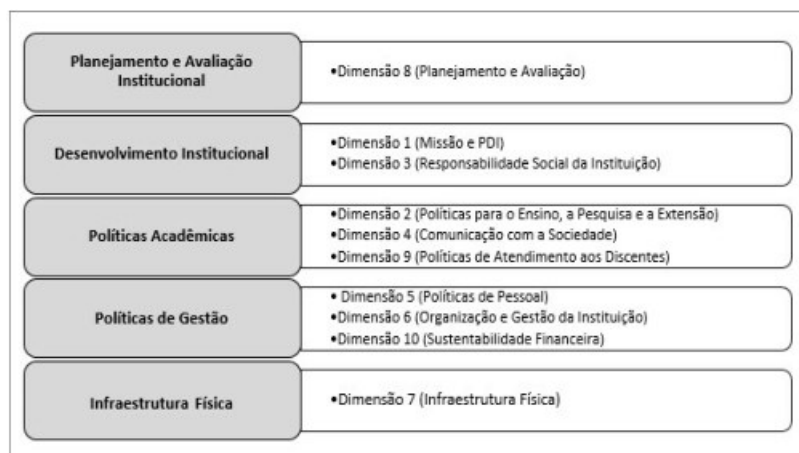 Planejamento e Avaliação
Institucional
•Dimensão 8 (Planejamento e Avaliação)
Desenvolvimento Institucional
•Dimensão 1 (Missão e PDI)
•Dimensão 3 (Responsabilidade Social da Instituição)
Políticas Acadêmicas
•Dimensão 2 (Políticas para o Ensino, a Pesquisa e a Extensão)
•Dimensão 4 (Comunicação com a Sociedade)
•Dimensão 9 (Políticas de Atendimento aos Discentes)
Políticas de Gestão
• Dimensão 5 (Políticas de Pessoal)
•Dimensão 6 (Organização e Gestão da Instituição)
•Dimensão 10 (Sustentabilidade Financeira)
Infraestrutura Física
•Dimensão 7 (Infraestrutura Física)